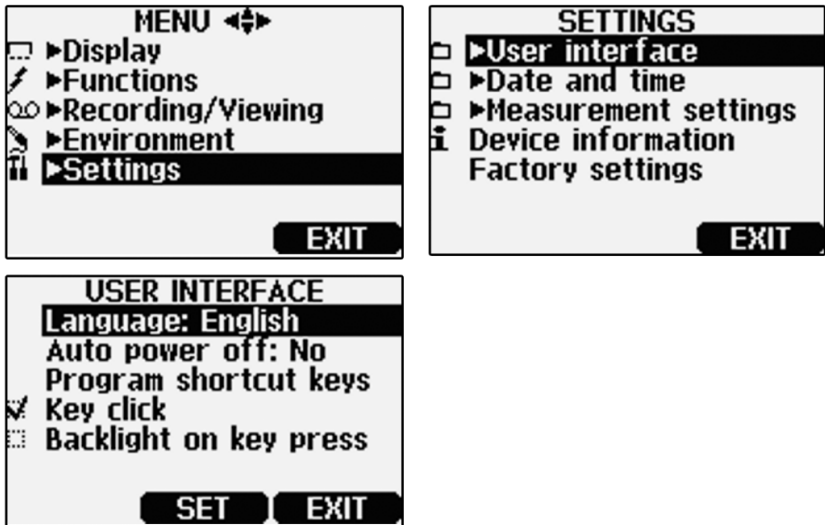 MENU
►Display
►Functions
►Recording/Viewing
►Environment
►Settings
EXIT
SETTINGS
►User interface
►Date and time
►Measurement settings
Device information
Factory settings
EXIT
USER INTERFACE
Language: English
Auto power off: No
Program shortcut keys
Key click
Backlight on key press
SET EXIT